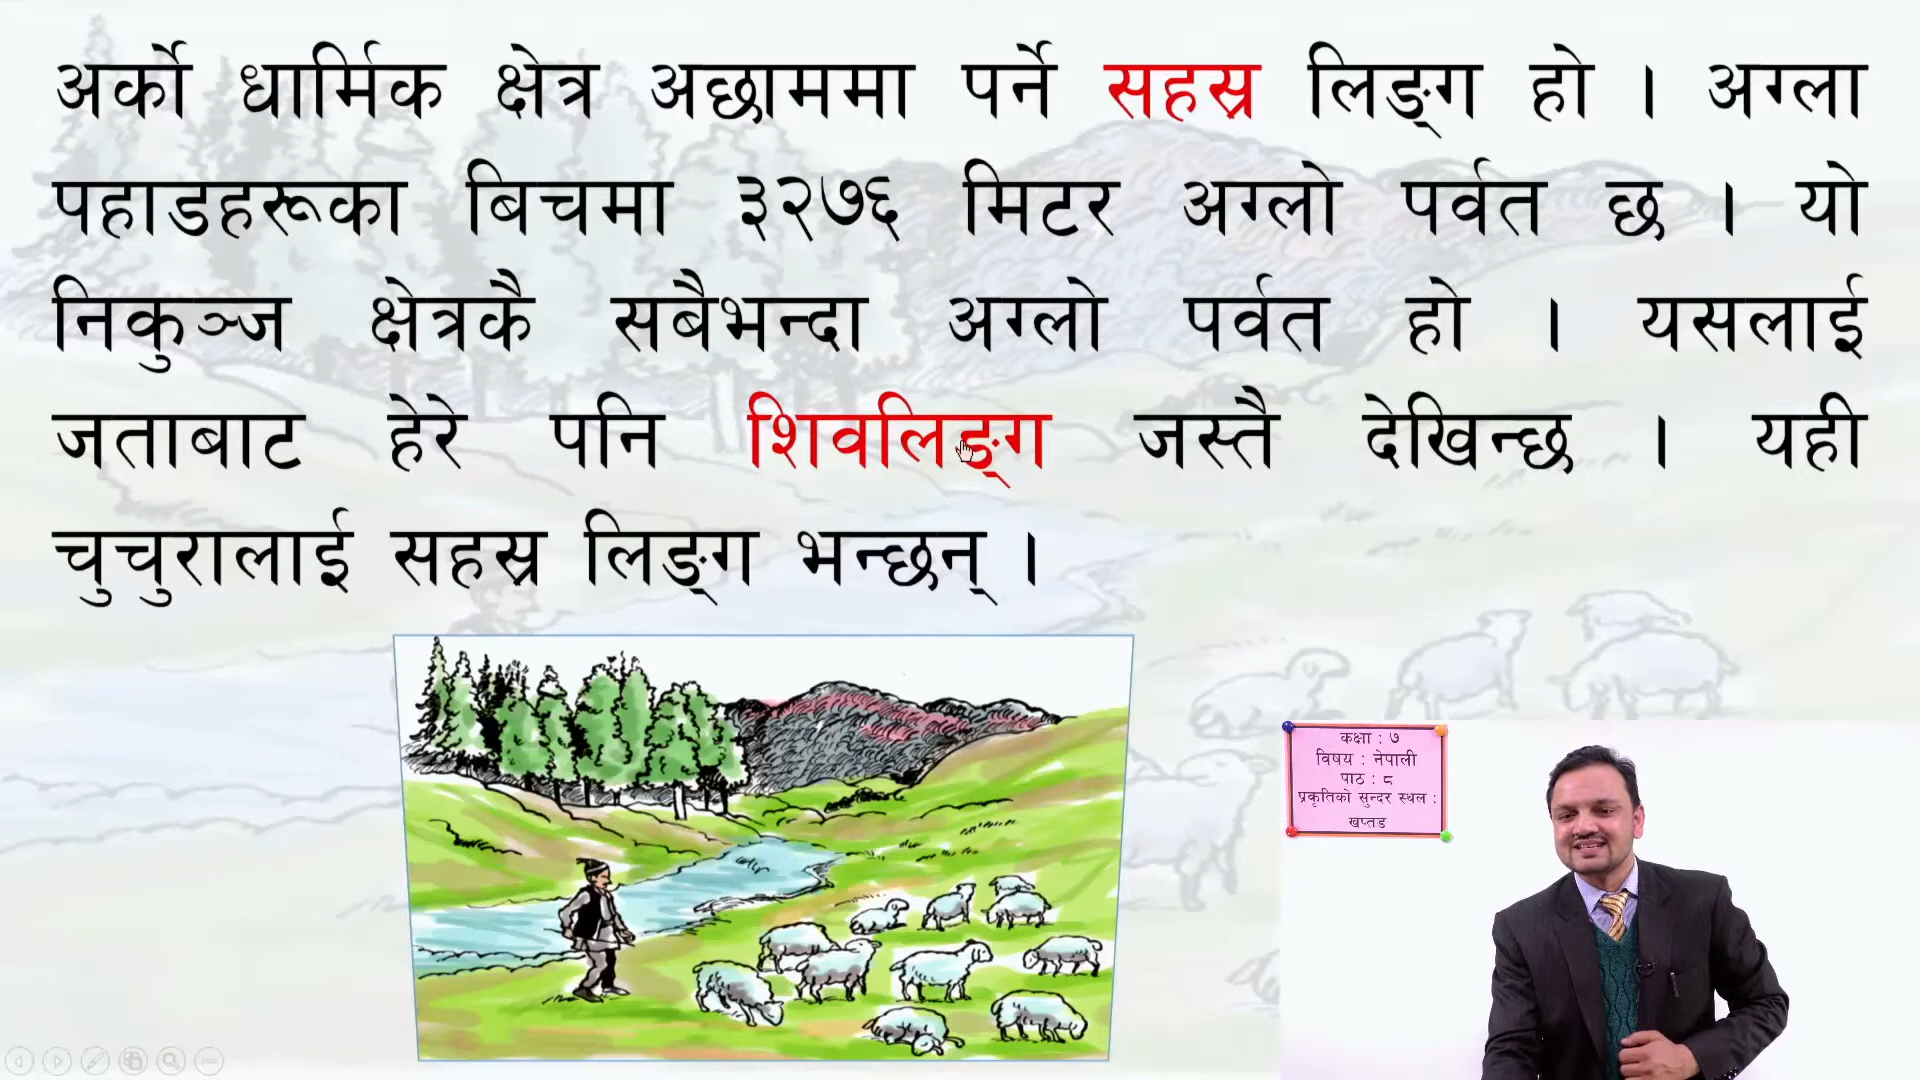 अर्को धार्मिक क्षेत्र अछाममा पर्ने सहस्र लिङ्ग हो । अग्ला
पहाडहरूका बिचमा ३२७६ मिटर अग्लो पर्वत छ । यो
निकुञ्ज क्षेत्रकै सबैभन्दा अग्लो पर्वत हो । यसलाई
जताबाट हेरे पनि शिवलिङ्ग जस्तै देखिन्छ । यही
चुचुरालाई सहस्र लिङ्ग भन्छन् ।
कक्षा : ७
विषय : नेपाली
पाठ : ८
प्रकृतिको सुन्दर स्थल :
खप्तड